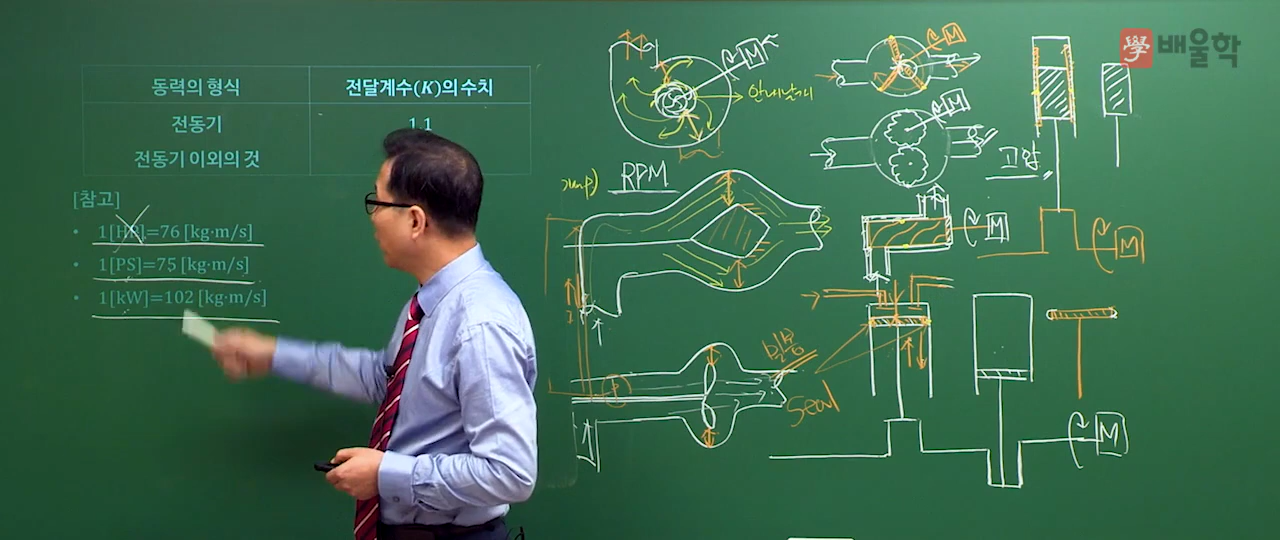 學 배울학
동력의 형식 전달계수(K)의 수치
전동기 1.1
전동기 이외의 것
[참고]
• 1[HP]=76 [kg·m/s]
• 1[PS]=75 [kg·m/s]
• 1[kW]=102 [kg·m/s]
M
안내날개
M
M
고압
RPM
M
M
밀봉
Seal
M